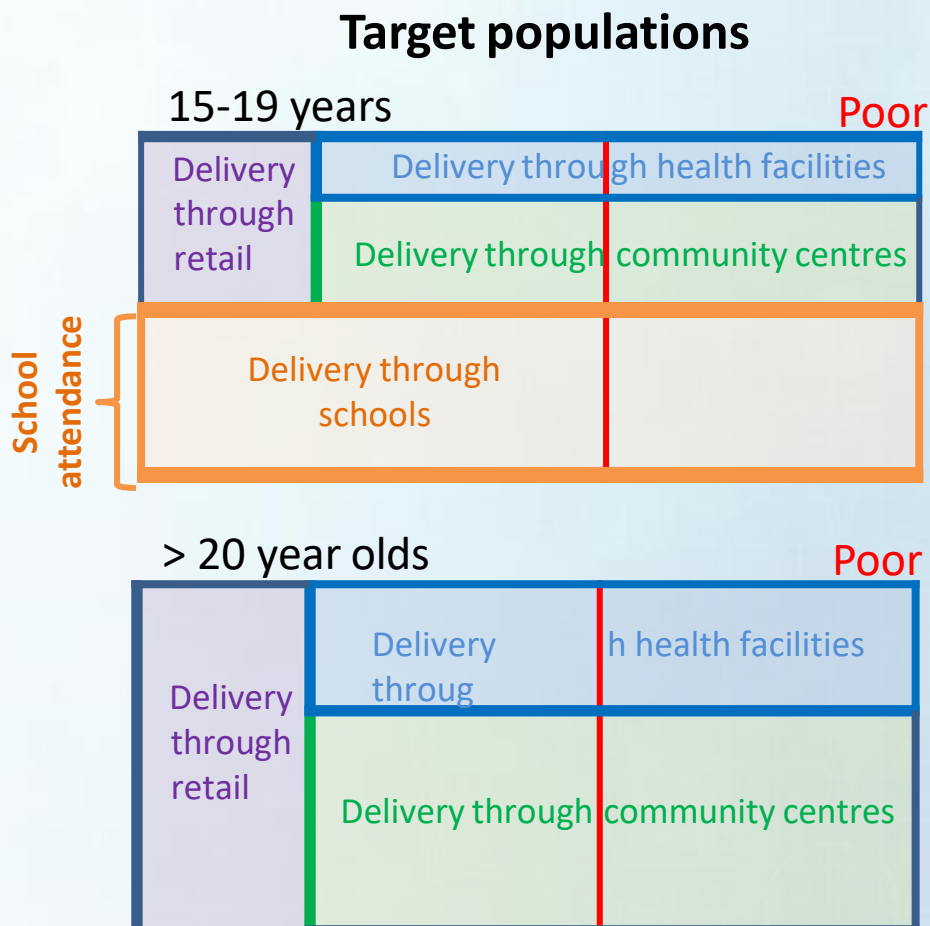 Target populations
15-19 years
Poor
Delivery
through
retail
Delivery through health facilities
Delivery through community centres
School
attendance
Delivery through
schools
> 20 year olds
Poor
Delivery
throug
h health facilities
Delivery
through
retail
Delivery through community centres